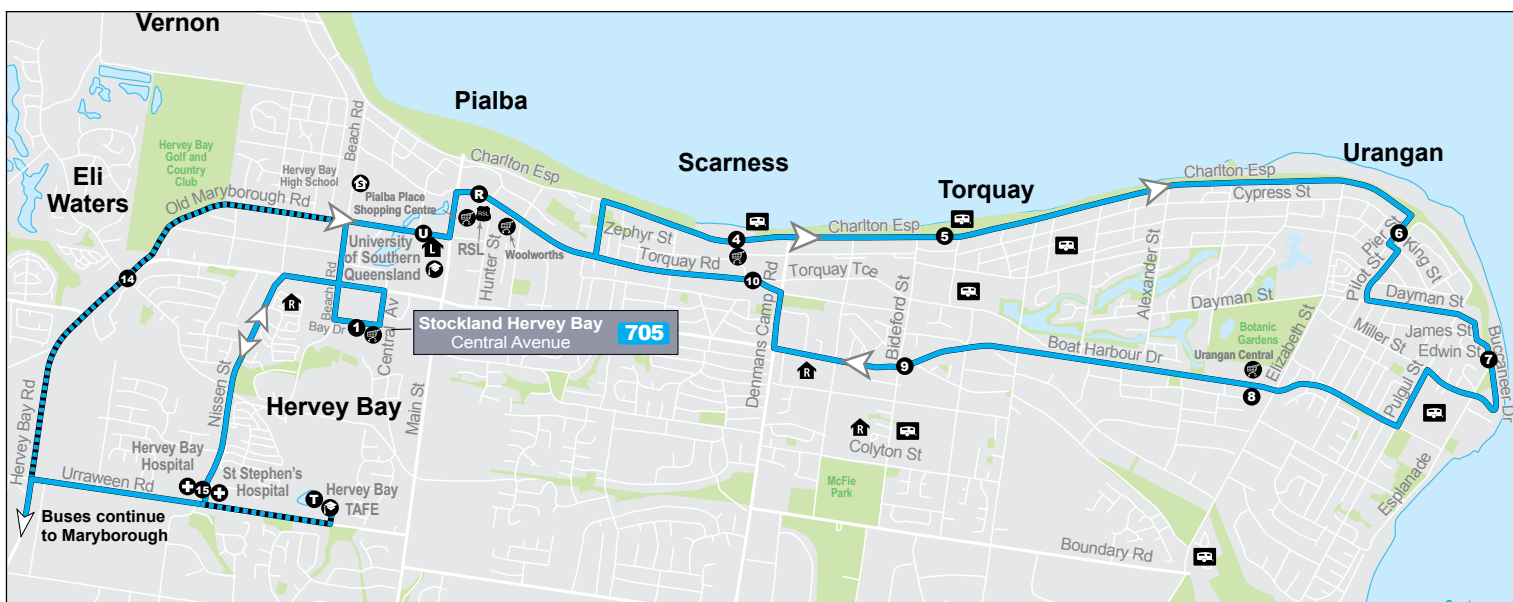 Vernon
Pialba
Scarness
Torquay
Urangan
Eli
Waters
Hervey Bay
Hervey Bay
Golf and
Country
Club
Hervey Bay
High School
Beach Rd
Old Maryborough Rd
Pialba Place
Shopping Centre
Charlton Esp
S
R
RSL
RSL
Hunter St
Woolworths
U
L
University
of Southern
Queensland
Zephyr St
Torquay Rd
4
Charlton Esp
5
Charlton Esp
Cypress St
Pier St
6
King St
Pilot St
Dayman St
Dayman St
Alexander St
Miller St
James St
Edwin St
7
Buccaneer Dr
Botanic
Gardens
Urangan Central
Elizabeth St
Pulgul St
8
Boat Harbour Dr
Torquay Tce
10
Denmans Camp Rd
Bideford St
9
R
R
Colyton St
McFie
Park
Boundary Rd
Esplanade
14
R
Beach Rd
Bay Dr
1
Central Av
Stockland Hervey Bay
Central Avenue
705
Main St
Nissen St
Hervey Bay Rd
Urraween Rd
Hervey Bay
Hospital
15
St Stephen's
Hospital
T
Hervey Bay
TAFE
Buses continue
to Maryborough